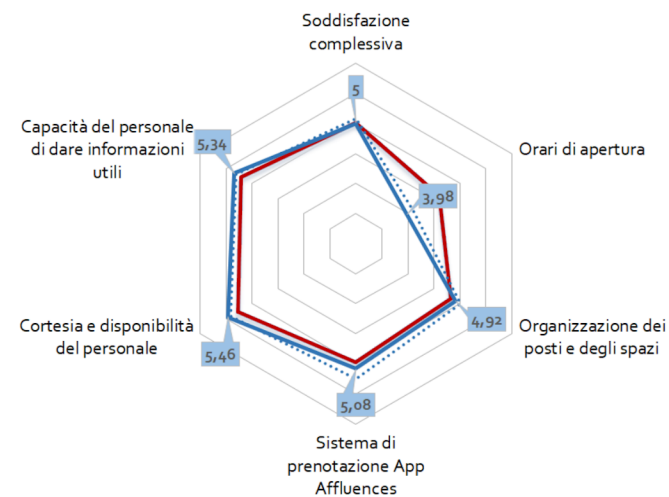 Soddisfazione
complessiva
5
Capacità del personale
di dare informazioni
utili
5,34
Orari di apertura
3,98
Cortesia e disponibilità
del personale
5,46
4,92
Organizzazione dei
posti e degli spazi
5,08
Sistema di
prenotazione App
Affluences